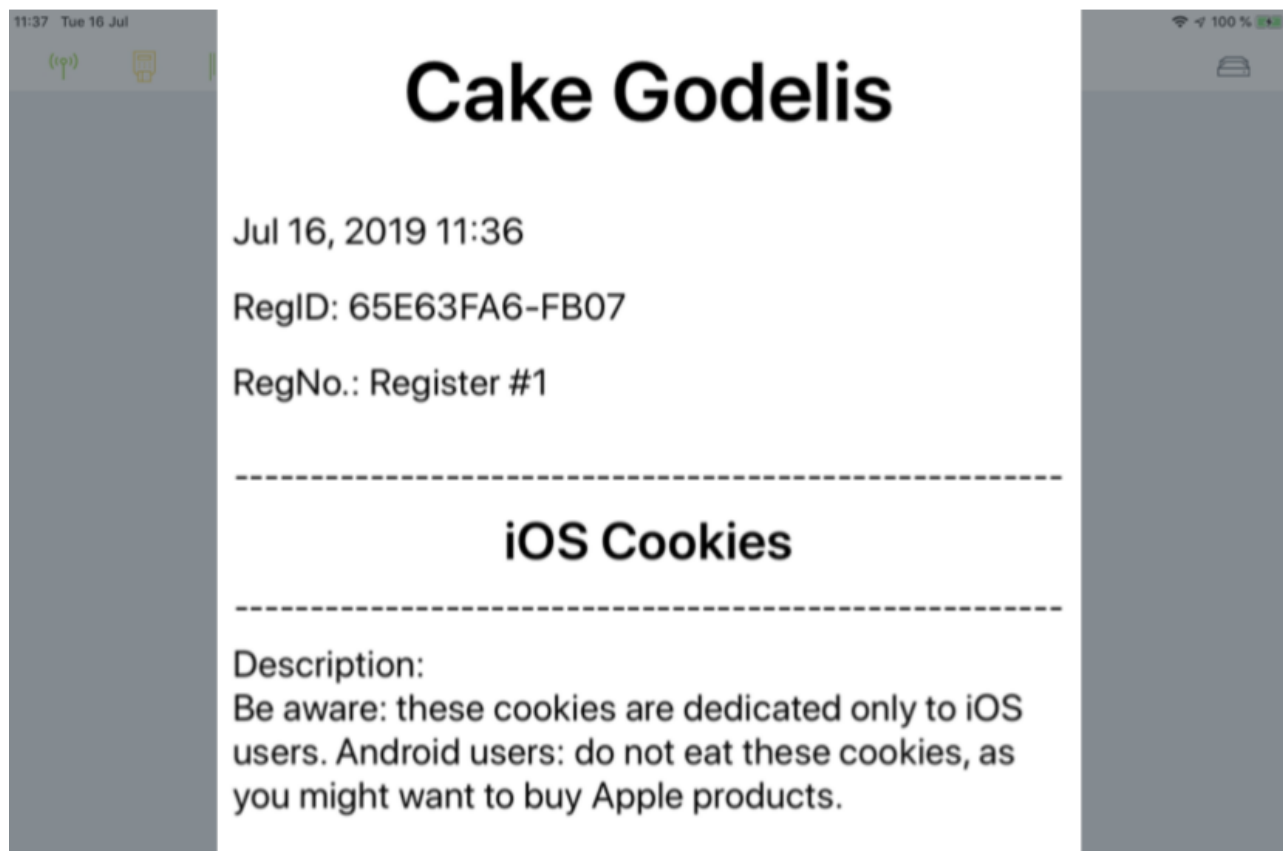 11:37 Tue 16 Jul
100 %
Cake Godelis
Jul 16, 2019 11:36
RegID: 65E63FA6-FB07
RegNo.: Register #1
-------------------------------------------------------
iOS Cookies
-------------------------------------------------------
Description:
Be aware: these cookies are dedicated only to iOS
users. Android users: do not eat these cookies, as
you might want to buy Apple products.